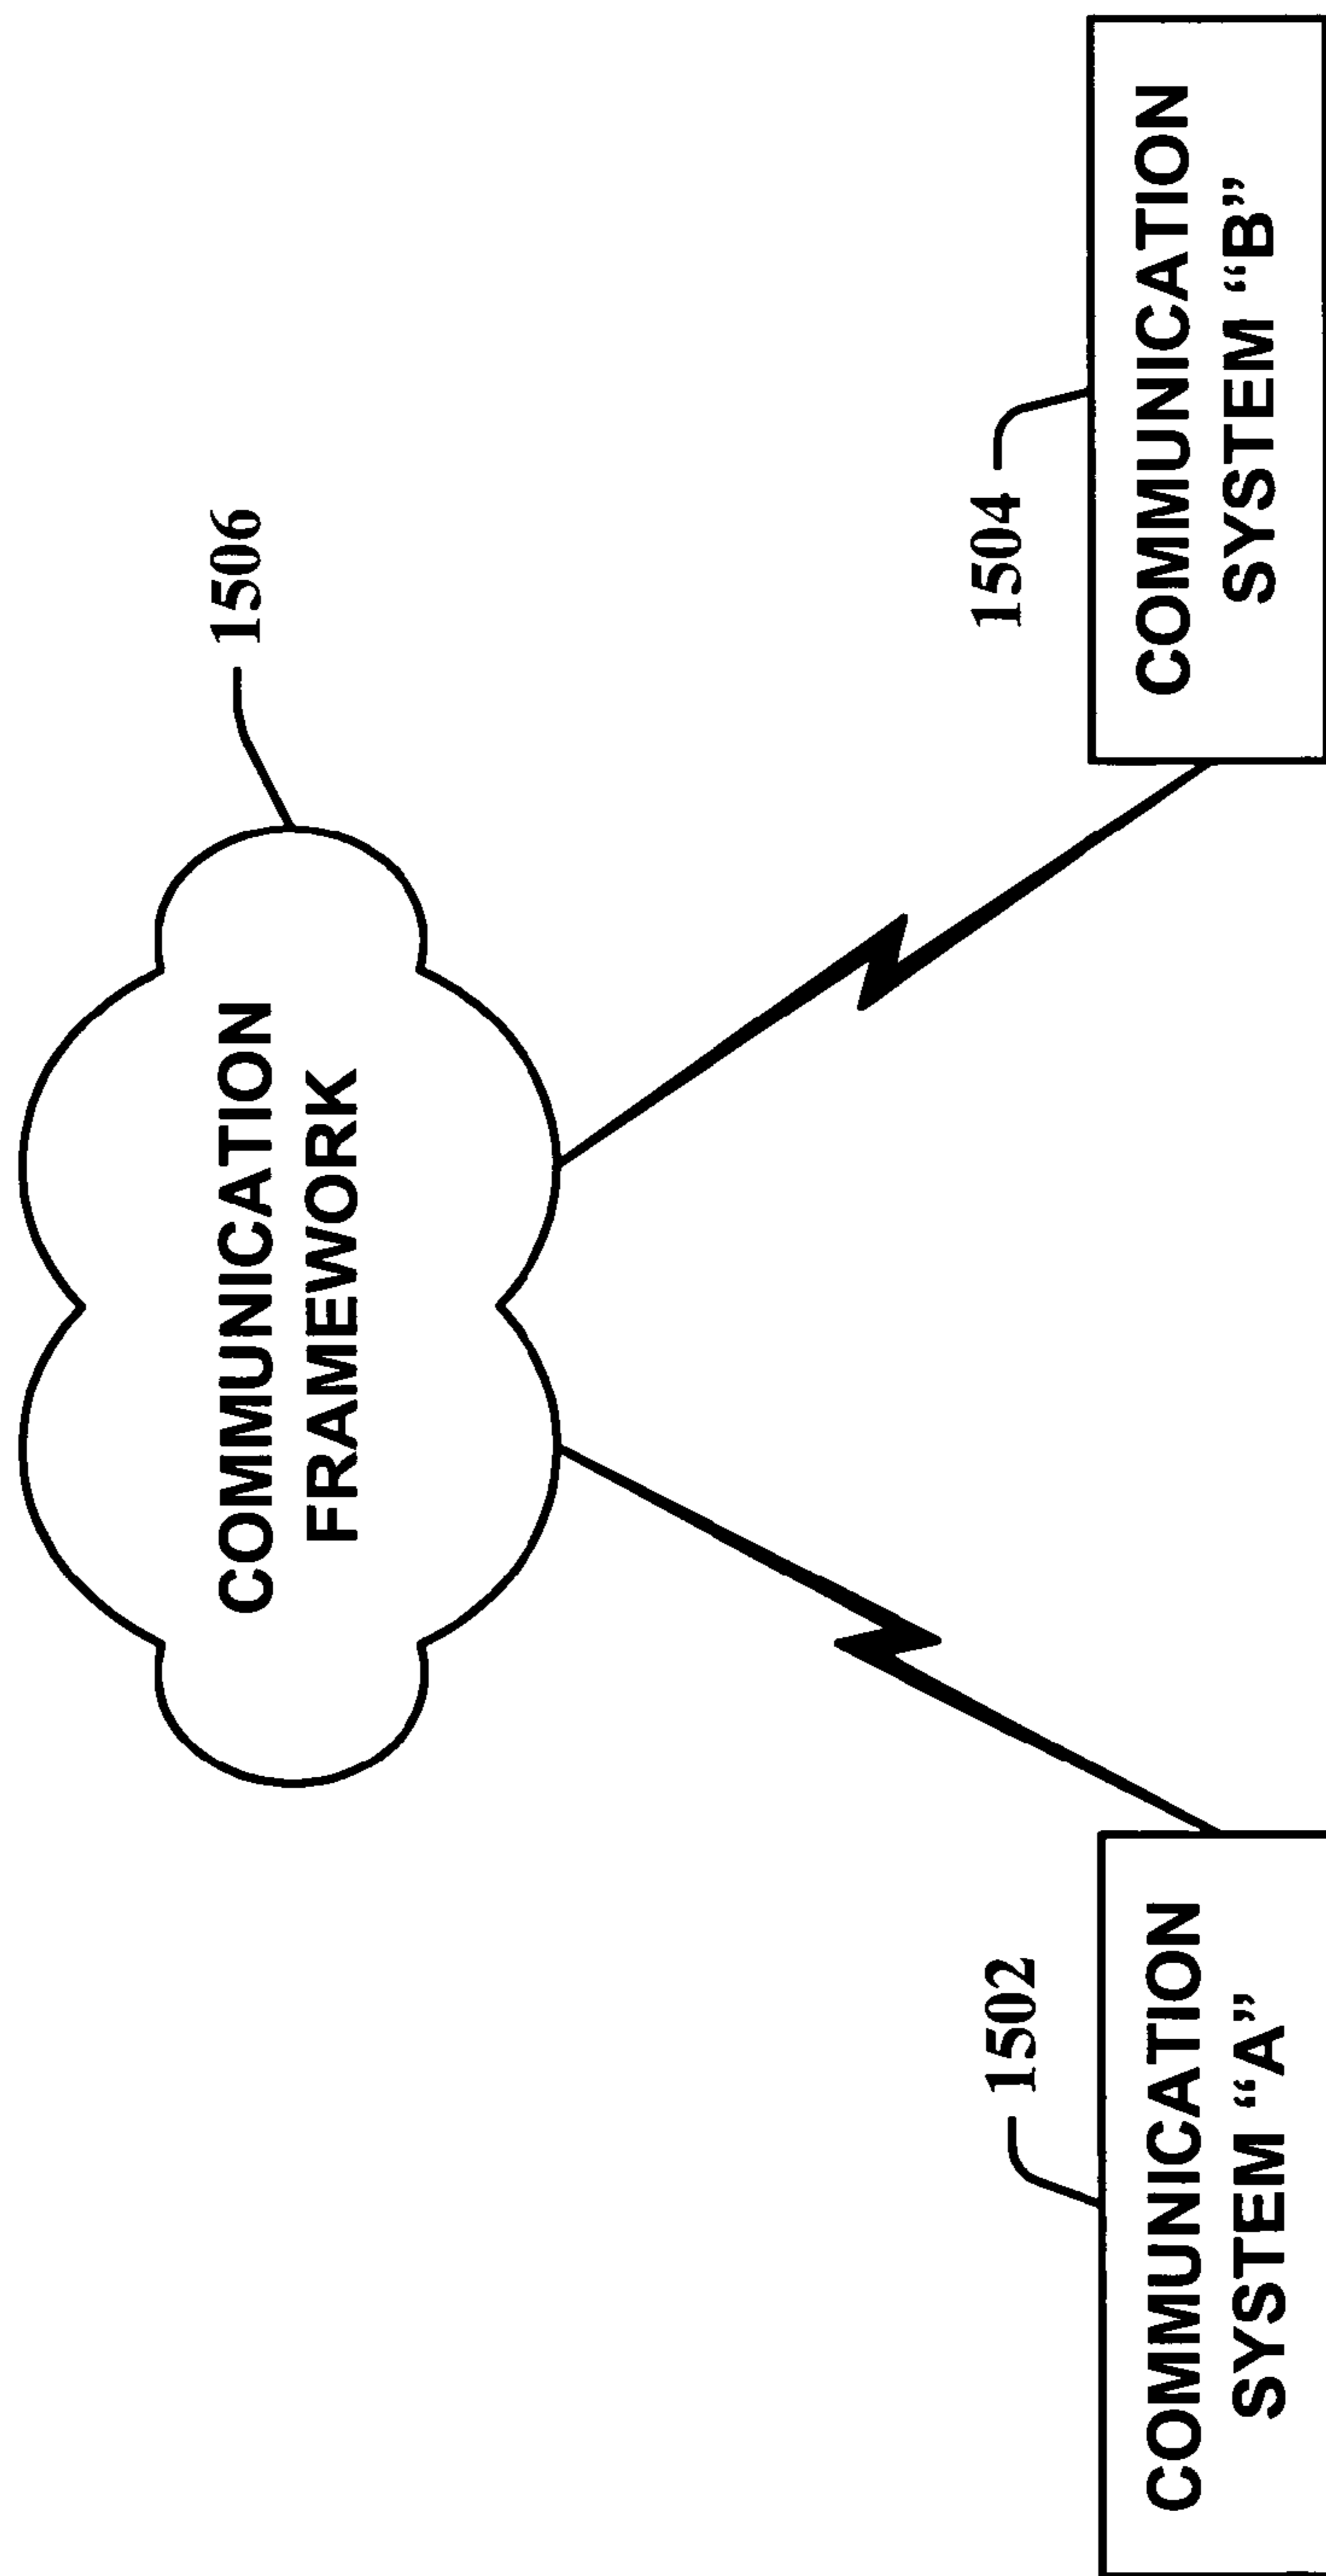 1506
COMMUNICATION
FRAMEWORK
1502
1504
COMMUNICATION
SYSTEM “A”
COMMUNICATION
SYSTEM “B”